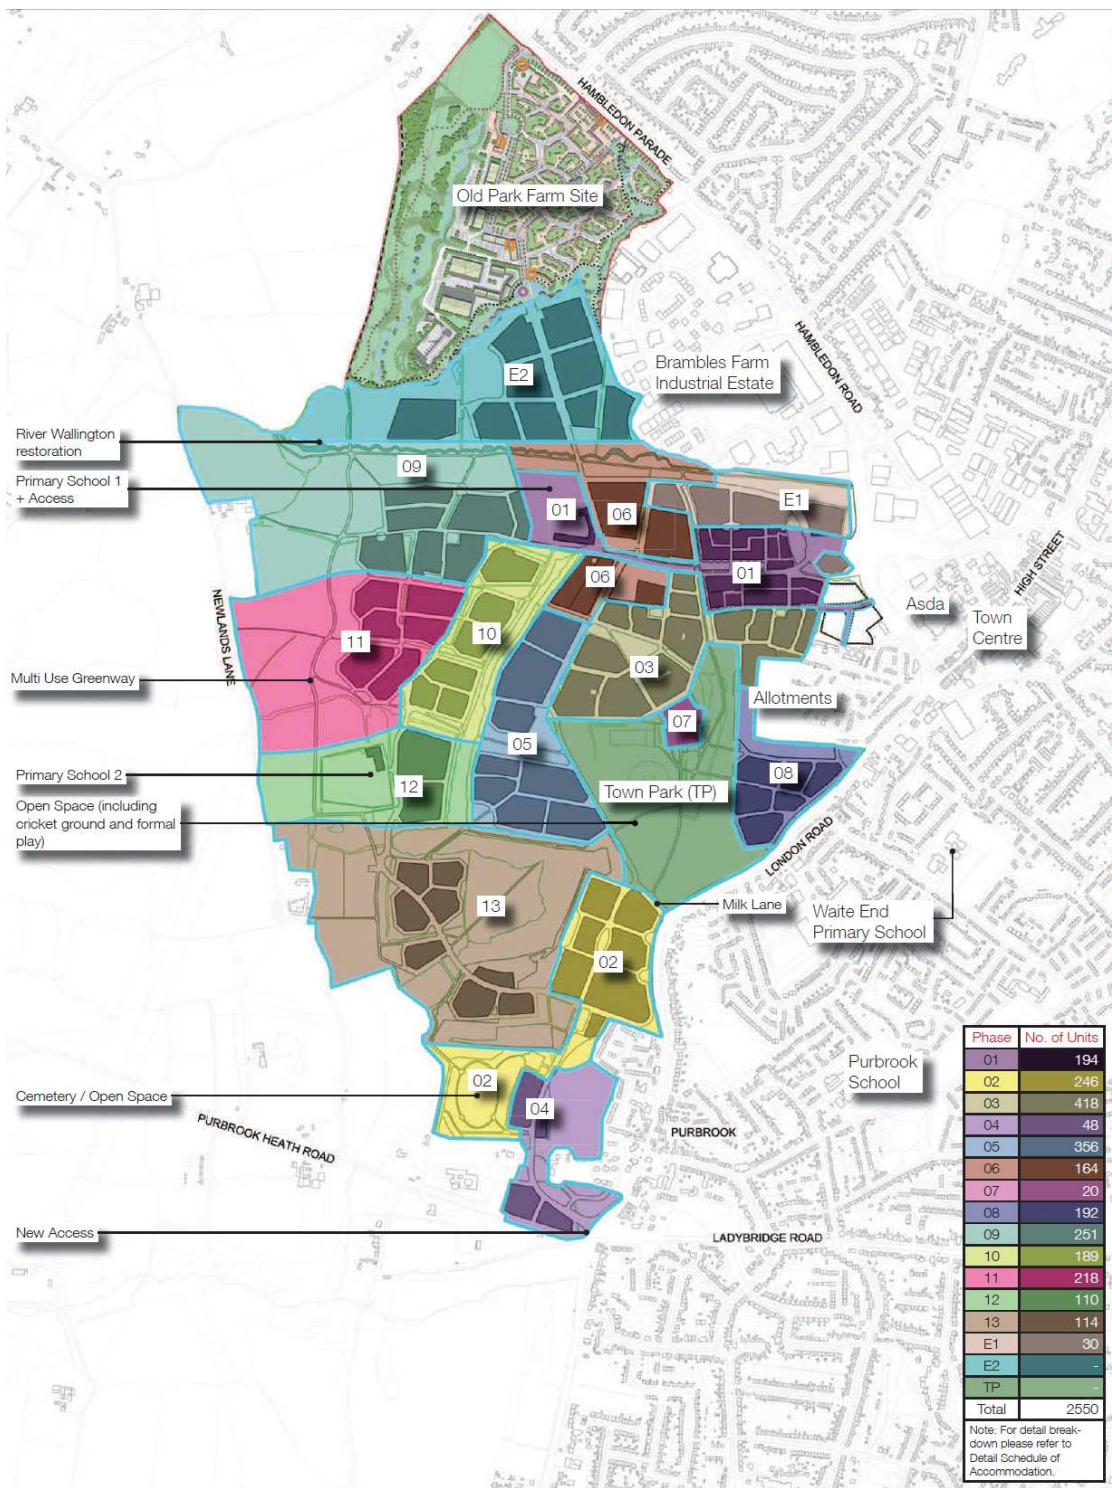 HAMBLEDON PARADE
Old Park Farm Site
HAMBLEDON ROAD
Brambles Farm
Industrial Estate
E2
River Wallington
restoration
09
Primary School 1
+ Access
E1
01
06
HIGH STREET
06
01
NEWLANDS LANE
Asda
Town
Centre
10
11
03
Multi Use Greenway
Allotments
07
05
Primary School 2
08
12
Town Park (TP)
Open Space (including
cricket ground and formal
play)
LONDON ROAD
Milk Lane
13
Waite End
Primary School
02
Purbrook
School
02
Cemetery / Open Space
04
PURBROOK HEATH ROAD
PURBROOK
New Access
LADYBRIDGE ROAD
Phase No. of Units
01 194
02 246
03 418
04 48
05 356
06 164
07 20
08 192
09 251
10 189
11 218
12 110
13 114
E1 30
E2 -
TP -
Total 2550
Note: For detail break-
down please refer to
Detail Schedule of
Accommodation.